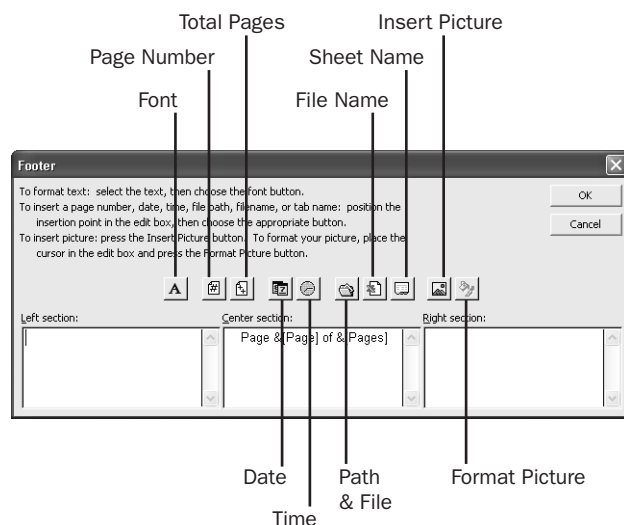 Total Pages
Insert Picture
Page Number
Sheet Name
Font
File Name
Footer
To format text: select the text, then choose the font button.
To insert a page number, date, time, file path, filename, or tab name: position the
insertion point in the edit box, then choose the appropriate button.
To insert picture: press the Insert Picture button. To format your picture, place the
cursor in the edit box and press the Format Picture button.
OK
Cancel
A
Left section:
Center section:
Right section:
Page &[Page] of & Pages]
Date
Path
& File
Format Picture
Time